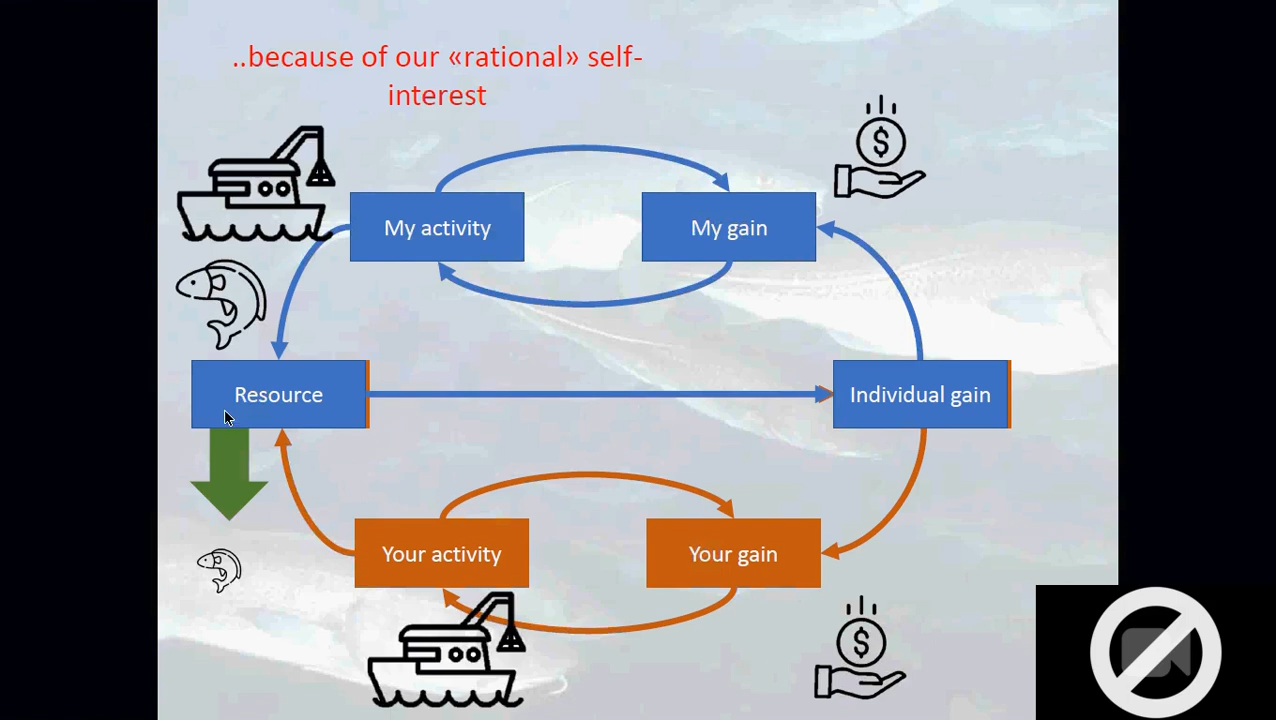 ..because of our «rational» self-
interest
My activity
My gain
Resource
Individual gain
Your activity
Your gain
$
$